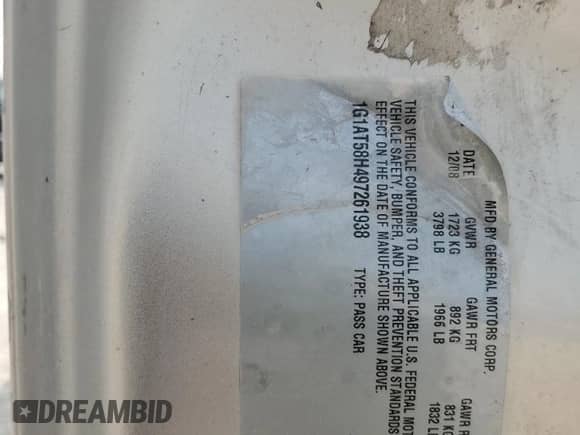 MFD BY GENERAL MOTORS CORP.
DATE GVWR GAWR FRT GAWR R
12/08 1723 KG 892 KG 831 KG
3798 LB 1966 LB 1832 L
THIS VEHICLE CONFORMS TO ALL APPLICABLE U.S. FEDERAL MOT
VEHICLE SAFETY, BUMPER, AND THEFT PREVENTION STANDARDS
EFFECT ON THE DATE OF MANUFACTURE SHOWN ABOVE.
1G1AT58H497261938 TYPE: PASS CAR
DREAMBID